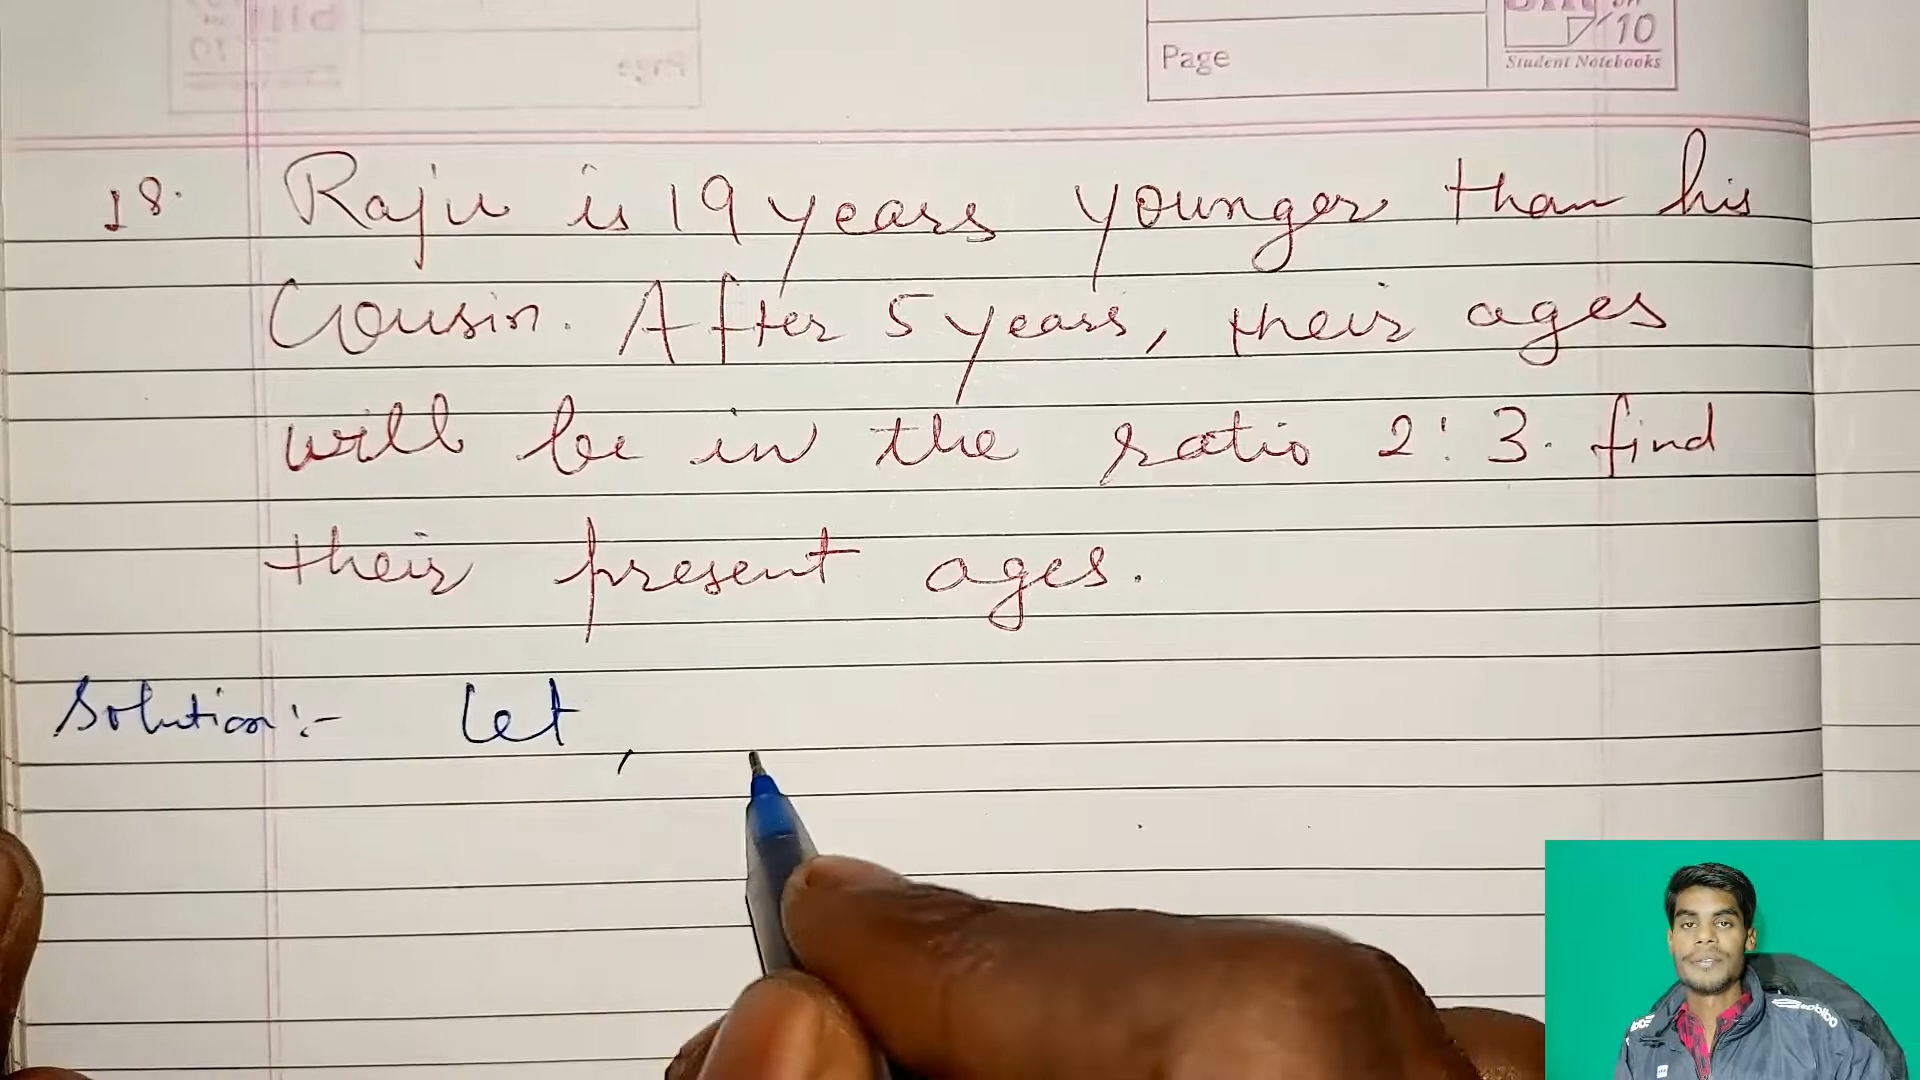 Page
10
Student Notebooks
18. Raju is 19 years younger than his
Cousin. After 5 years, their ages
will be in the ratio 2:3. find
their present ages.
Solution:- Let,